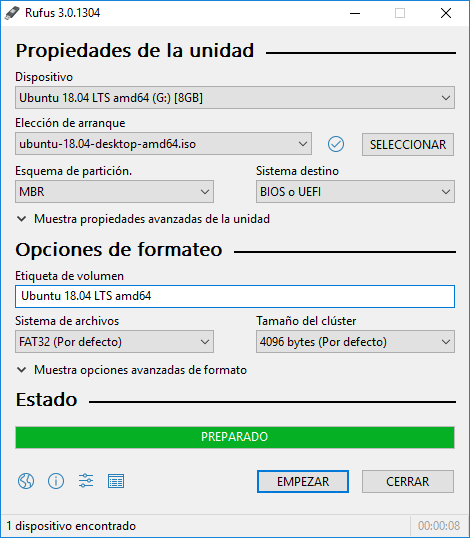 Rufus 3.0.1304
Propiedades de la unidad
Dispositivo
Ubuntu 18.04 LTS amd64 (G:) [8GB]
Elección de arranque
ubuntu-18.04-desktop-amd64.iso
SELECCIONAR
Esquema de partición.
Sistema destino
MBR
BIOS o UEFI
Muestra propiedades avanzadas de la unidad
Opciones de formateo
Etiqueta de volumen
Ubuntu 18.04 LTS amd64
Sistema de archivos
Tamaño del clúster
FAT32 (Por defecto)
4096 bytes (Por defecto)
Muestra opciones avanzadas de formato
Estado
PREPARADO
EMPEZAR
CERRAR
1 dispositivo encontrado
00:00:08